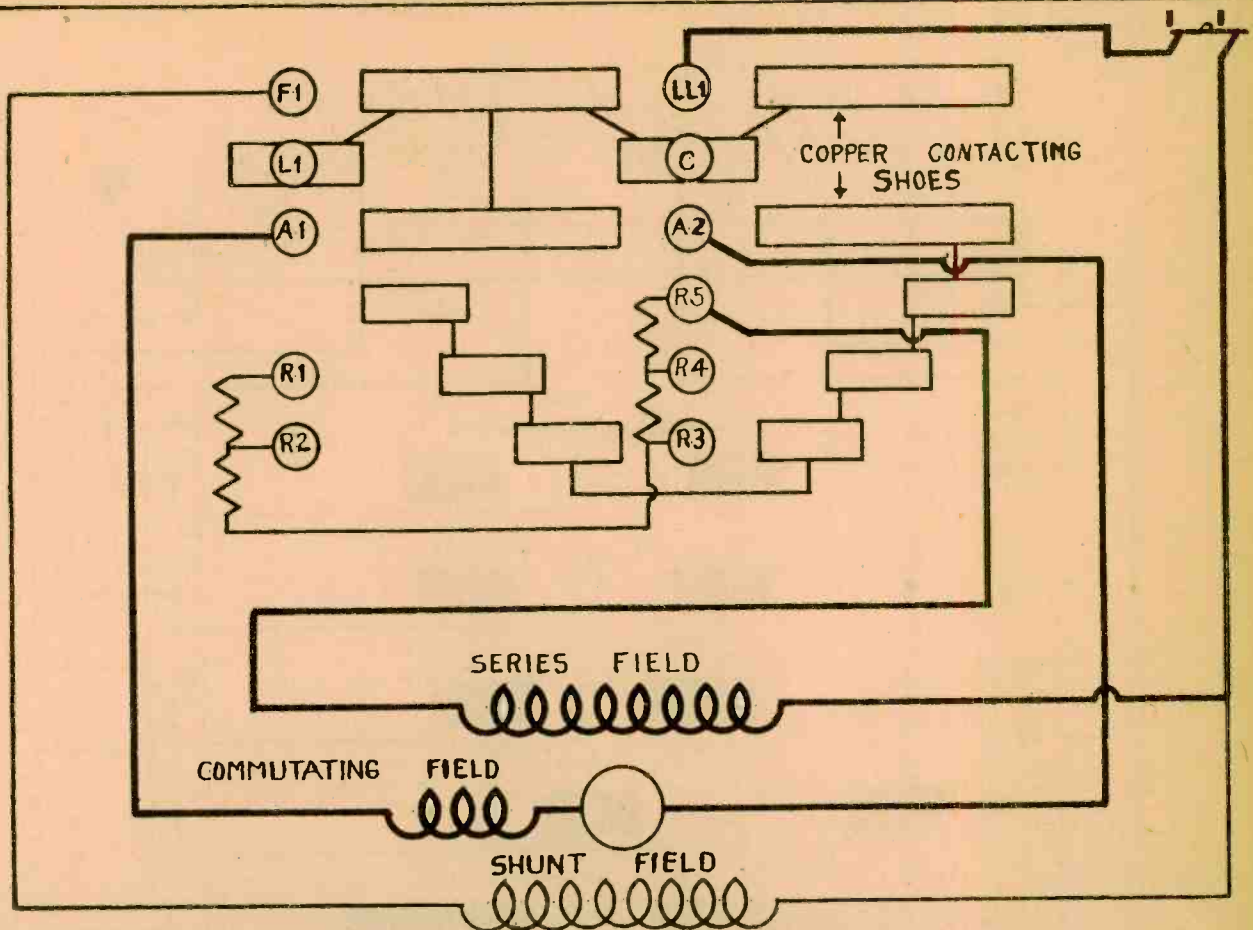 F1
LL1
L1
C
COPPER CONTACTING
SHOES
A1
A2
R5
R1
R4
R2
R3
SERIES FIELD
COMMUTATING FIELD
SHUNT FIELD